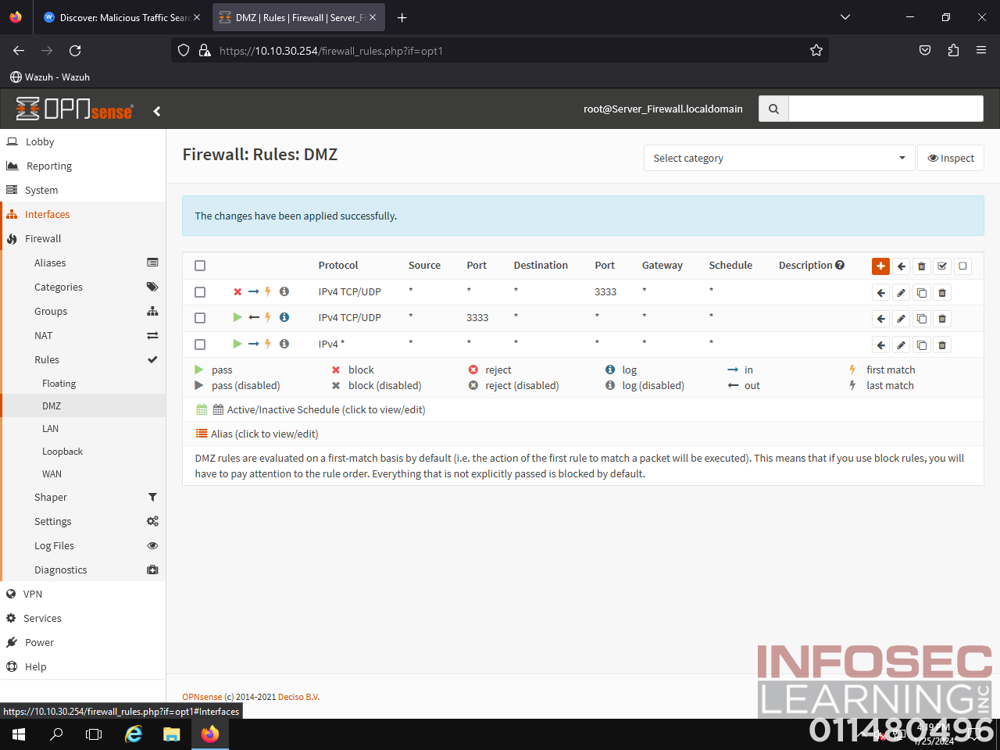 Discover: Malicious Traffic Sear
DMZ | Rules | Firewall | Server_Fi
https://10.10.30.254/firewall_rules.php?if=opt1
Wazuh - Wazuh
OPNsense
root@Server_Firewall.localdomain
Lobby
Reporting
System
Interfaces
Firewall
Aliases
Categories
Groups
NAT
Rules
Floating
DMZ
LAN
Loopback
WAN
Shaper
Settings
Log Files
Diagnostics
VPN
Services
Power
Help
Firewall: Rules: DMZ
Select category
Inspect
The changes have been applied successfully.
Protocol Source Port Destination Port Gateway Schedule Description
IPv4 TCP/UDP * * * 3333 * *
IPv4 TCP/UDP * 3333 * * * *
IPv4 * * * * * * *
pass block reject log in first match
pass (disabled) block (disabled) reject (disabled) log (disabled) out last match
Active/Inactive Schedule (click to view/edit)
Alias (click to view/edit)
DMZ rules are evaluated on a first-match basis by default (i.e. the action of the first rule to match a packet will be executed). This means that if you use block rules, you will
have to pay attention to the rule order. Everything that is not explicitly passed is blocked by default.
OPNsense (c) 2014-2021 Deciso B.V.
https://10.10.30.254/firewall_rules.php?if=opt1#Interfaces
INFOSEC
LEARNING INC
011480496
4:19 PM
1/25/2024